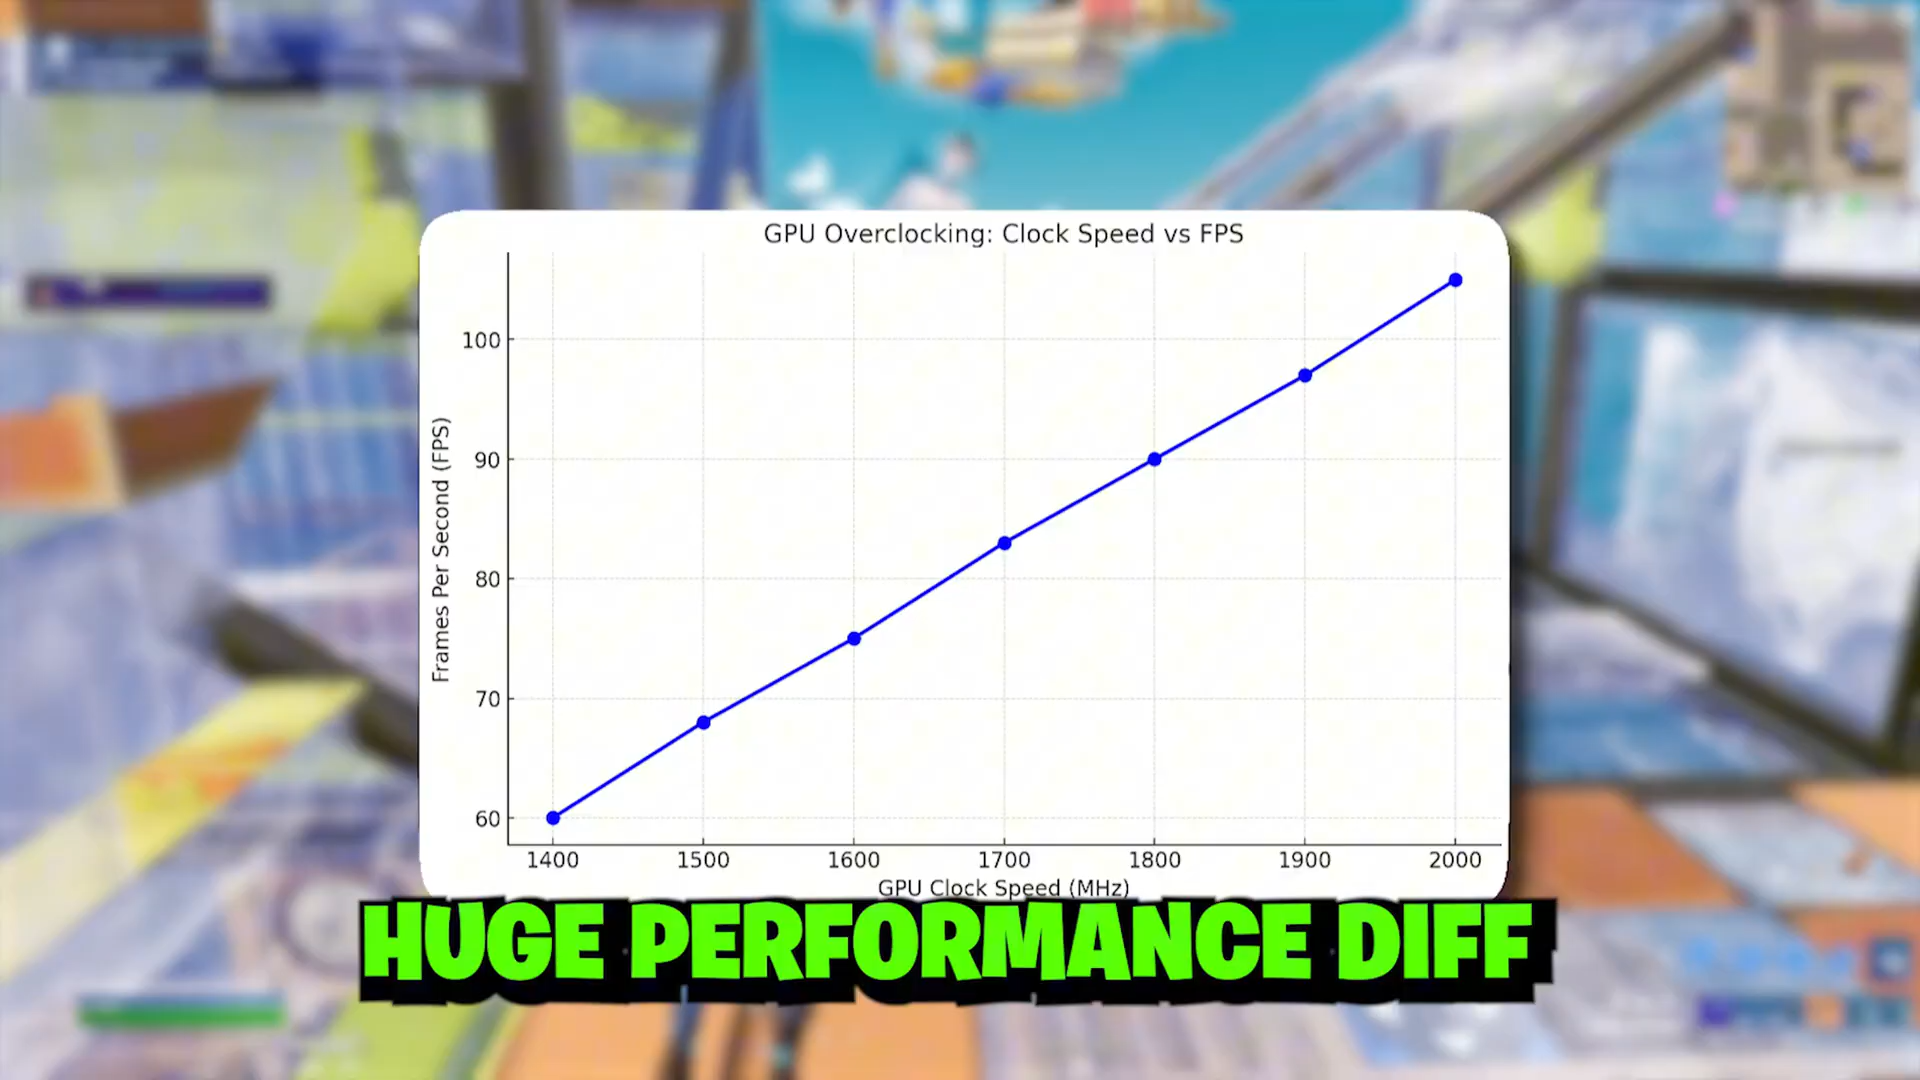 GPU Overclocking: Clock Speed vs FPS
Frames Per Second (FPS)
100
90
80
70
60
1400 1500 1600 1700 1800 1900 2000
GPU Clock Speed (MHz)
HUGE PERFORMANCE DIFF